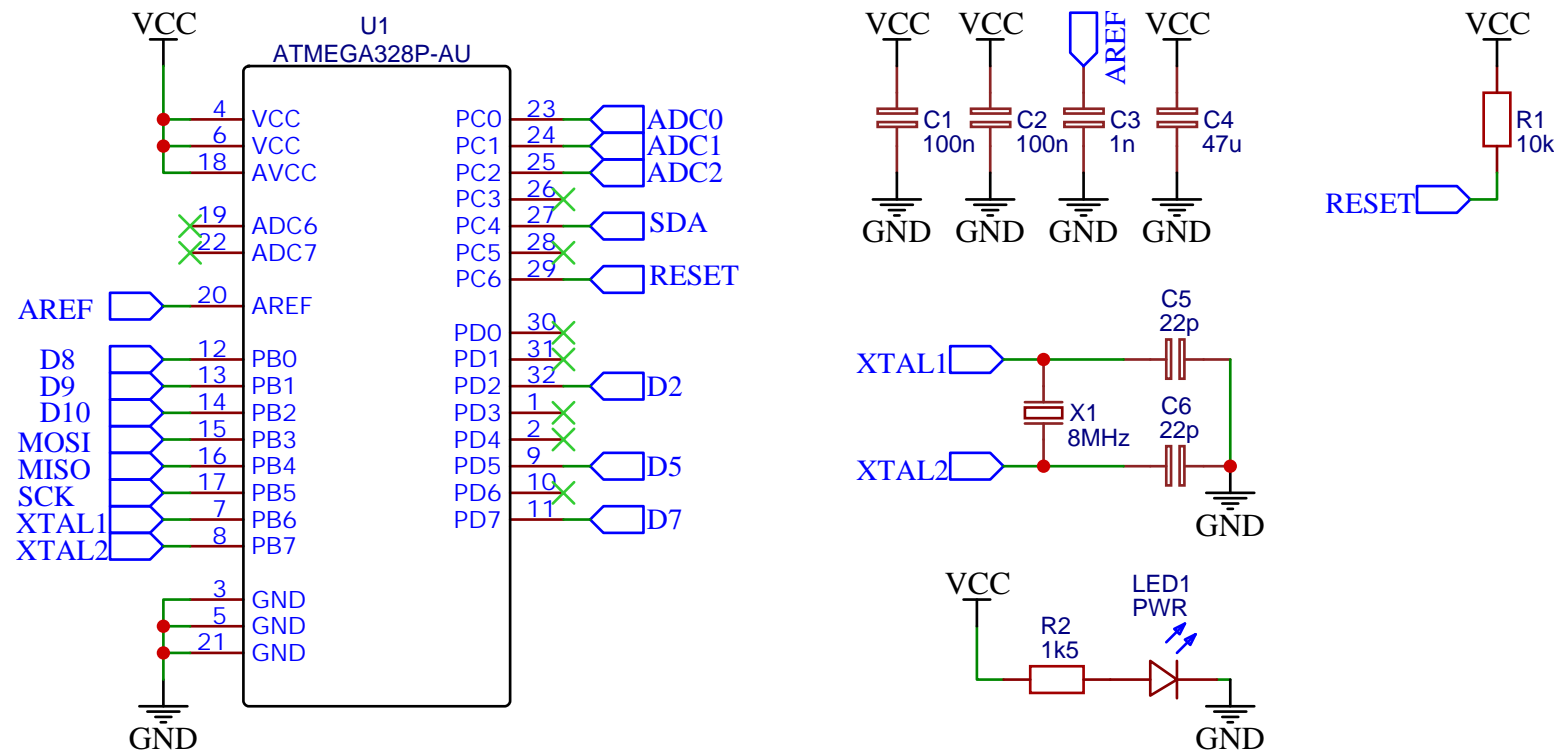 VCC
U1
ATMEGA328P-AU
4 VCC
6 VCC
18 AVCC
19 ADC6
22 ADC7
AREF 20 AREF
D8 12 PB0
D9 13 PB1
D10 14 PB2
MOSI 15 PB3
MISO 16 PB4
SCK 17 PB5
XTAL1 7 PB6
XTAL2 8 PB7
3 GND
5 GND
21 GND
GND
PC0 23 ADC0
PC1 24 ADC1
PC2 25 ADC2
PC3 26
PC4 27 SDA
PC5 28
PC6 29 RESET
PD0 30
PD1 31
PD2 32 D2
PD3 1
PD4 2
PD5 9 D5
PD6 10
PD7 11 D7
VCC
C1
100n
GND
VCC
C2
100n
GND
AREF
C3
1n
GND
VCC
C4
47u
GND
VCC
R1
10k
RESET
C5
22p
XTAL1
X1
8MHz
C6
22p
XTAL2
GND
VCC
R2
1k5
LED1
PWR
GND